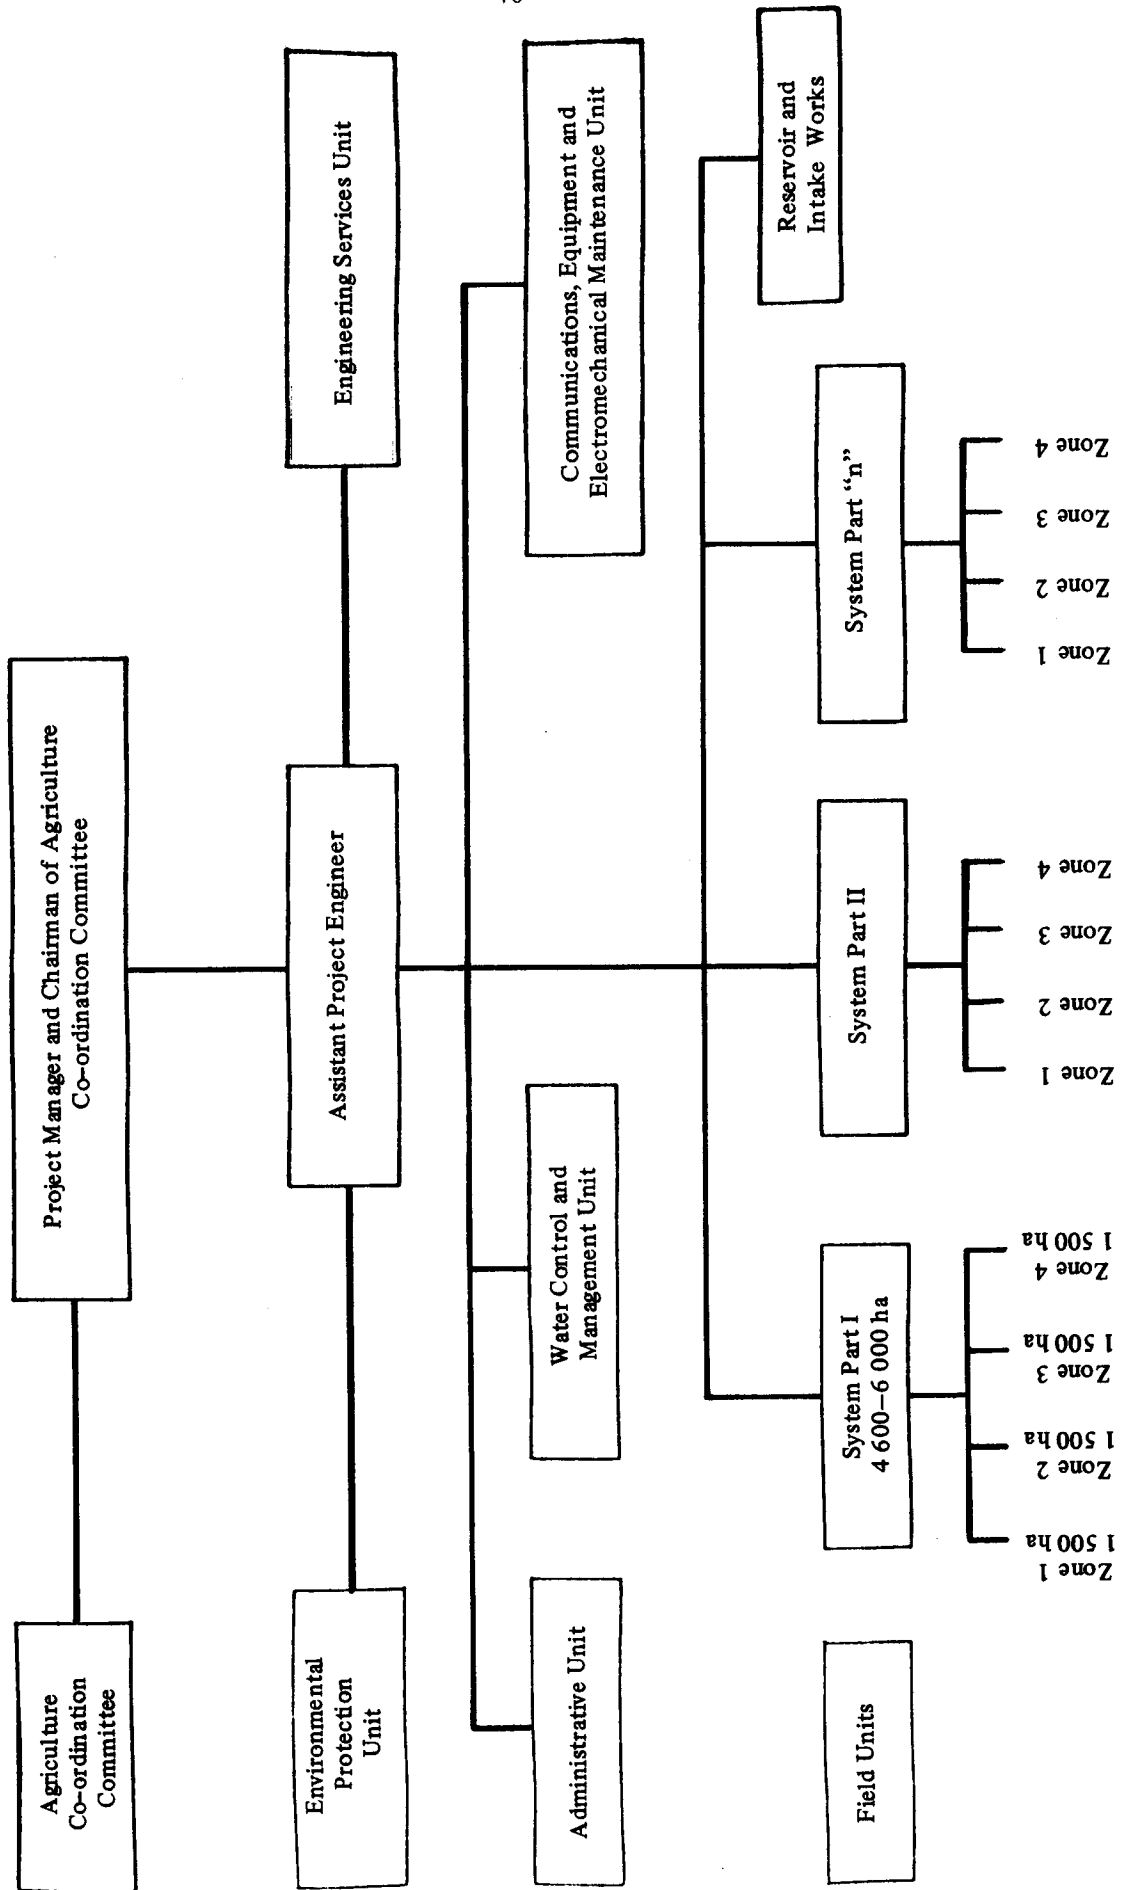 Project Manager and Chairman of Agriculture
Co-ordination Committee
Agriculture
Co-ordination
Committee
Environmental
Protection
Unit
Assistant Project Engineer
Engineering Services Unit
Administrative Unit
Water Control and
Management Unit
Communications, Equipment and
Electromechanical Maintenance Unit
Field Units
System Part I
4 600–6 000 ha
System Part II
System Part “n”
Reservoir and
Intake Works
Zone 1
1 500 ha
Zone 2
1 500 ha
Zone 3
1 500 ha
Zone 4
1 500 ha
Zone 1
Zone 2
Zone 3
Zone 4
Zone 1
Zone 2
Zone 3
Zone 4